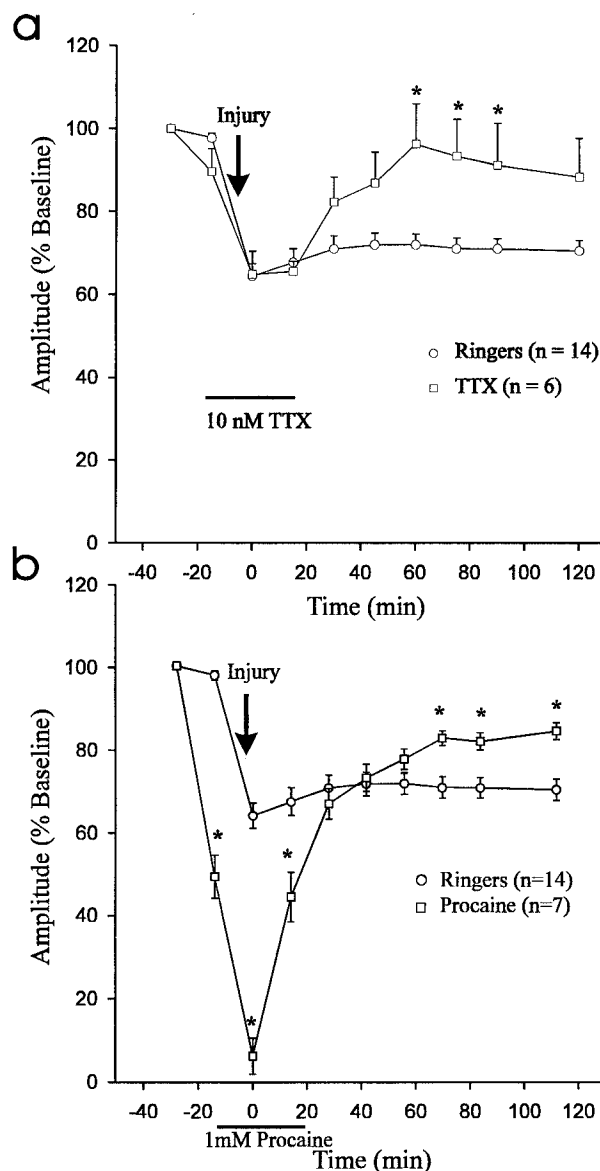 a
120
100
80
60
40
20
0
Amplitude (% Baseline)
Injury
*
*
*
Ringers (n = 14)
TTX (n = 6)
10 nM TTX
-40 -20 0 20 40 60 80 100 120
Time (min)
b
120
100
80
60
40
20
0
Amplitude (% Baseline)
Injury
*
*
*
*
*
*
Ringers (n=14)
Procaine (n=7)
-40 -20 0 20 40 60 80 100 120
1mM Procaine
Time (min)